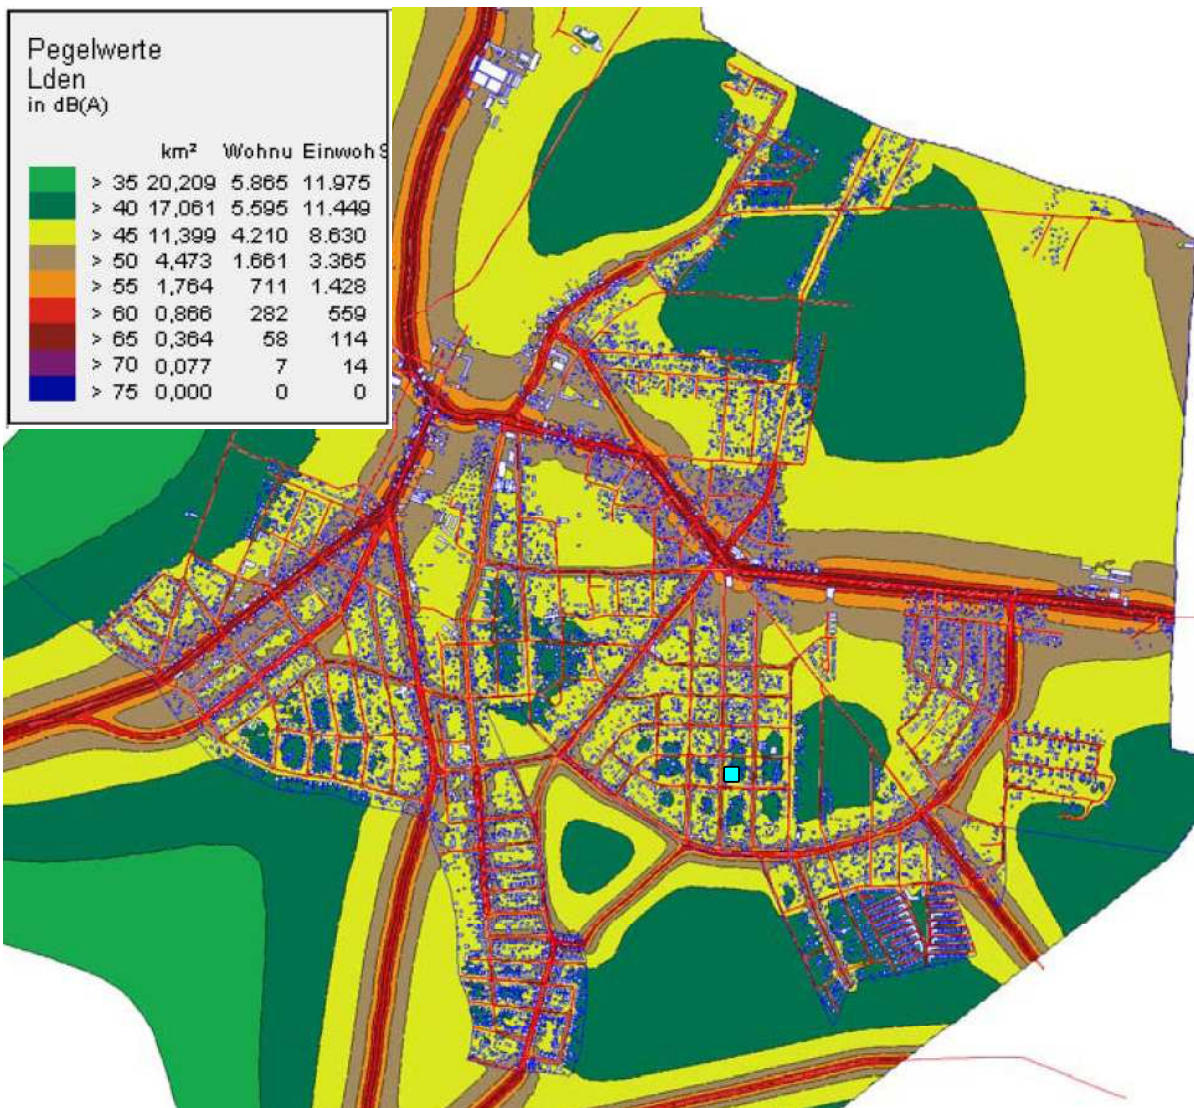 Pegelwerte
Lden
in dB(A)
km² Wohnu Einwoh S
> 35 20,209 5.865 11.975
> 40 17,061 5.595 11.449
> 45 11,399 4.210 8.630
> 50 4,473 1.661 3.365
> 55 1,764 711 1.428
> 60 0,866 282 559
> 65 0,364 58 114
> 70 0,077 7 14
> 75 0,000 0 0